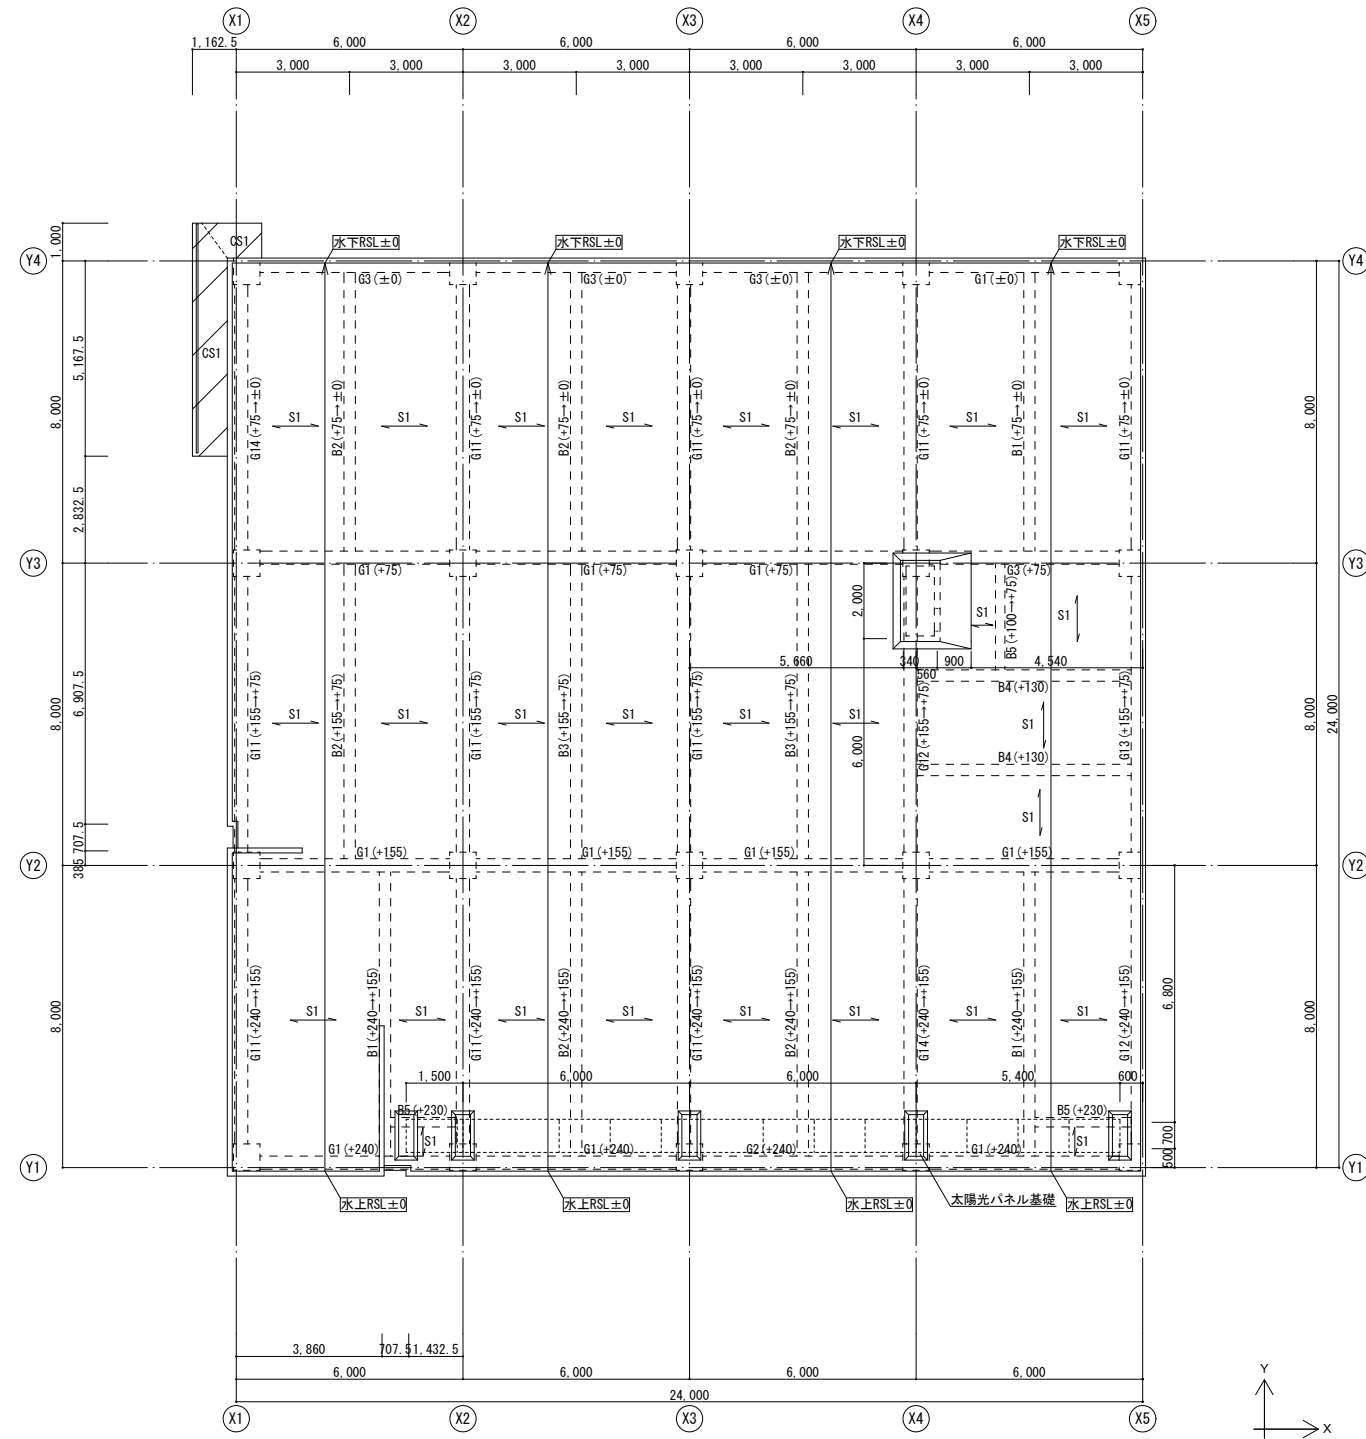 X1 X2 X3 X4 X5
1,162.5 6,000 6,000 6,000 6,000
3,000 3,000 3,000 3,000 3,000 3,000 3,000 3,000
1,000
CS1
水下RSL±0 水下RSL±0 水下RSL±0 水下RSL±0
Y4 Y4
G3(±0) G3(±0) G3(±0) G1(±0)
5,167.5
CS1
8,000 8,000
G14(+75→±0) B2(+75→±0) G11(+75→±0) B2(+75→±0) G11(+75→±0) B2(+75→±0) G11(+75→±0) B1(+75→±0) G11(+75→±0)
S1 S1 S1 S1 S1 S1 S1 S1
2,832.5
Y3 Y3
G1(+75) G1(+75) G1(+75) G3(+75)
2,000
S1 B5(+100→+75) S1
5,660 340 900 4,540
560
B4(+130)
6,907.5
8,000 8,000 24,000
G11(+155→+75) B2(+155→+75) G11(+155→+75) B3(+155→+75) G11(+155→+75) B3(+155→+75) G12(+155→+75) G13(+155→+75)
S1 S1 S1 S1 S1 S1 S1
6,000
B4(+130)
S1
707.5
385
G1(+155) G1(+155) G1(+155) G1(+155)
Y2 Y2
8,000 8,000
6,800
G11(+240→+155) B1(+240→+155) G11(+240→+155) B2(+240→+155) G11(+240→+155) B2(+240→+155) G14(+240→+155) B1(+240→+155) G12(+240→+155)
S1 S1 S1 S1 S1 S1 S1 S1
1,500 6,000 6,000 5,400 600
B5(+230) B5(+230)
S1 S1
700
500
G1(+240) G1(+240) G2(+240) G1(+240)
Y1 Y1
水上RSL±0 水上RSL±0 水上RSL±0 太陽光パネル基礎 水上RSL±0
3,860 707.5 1,432.5
6,000 6,000 6,000 6,000
24,000
X1 X2 X3 X4 X5
Y
X